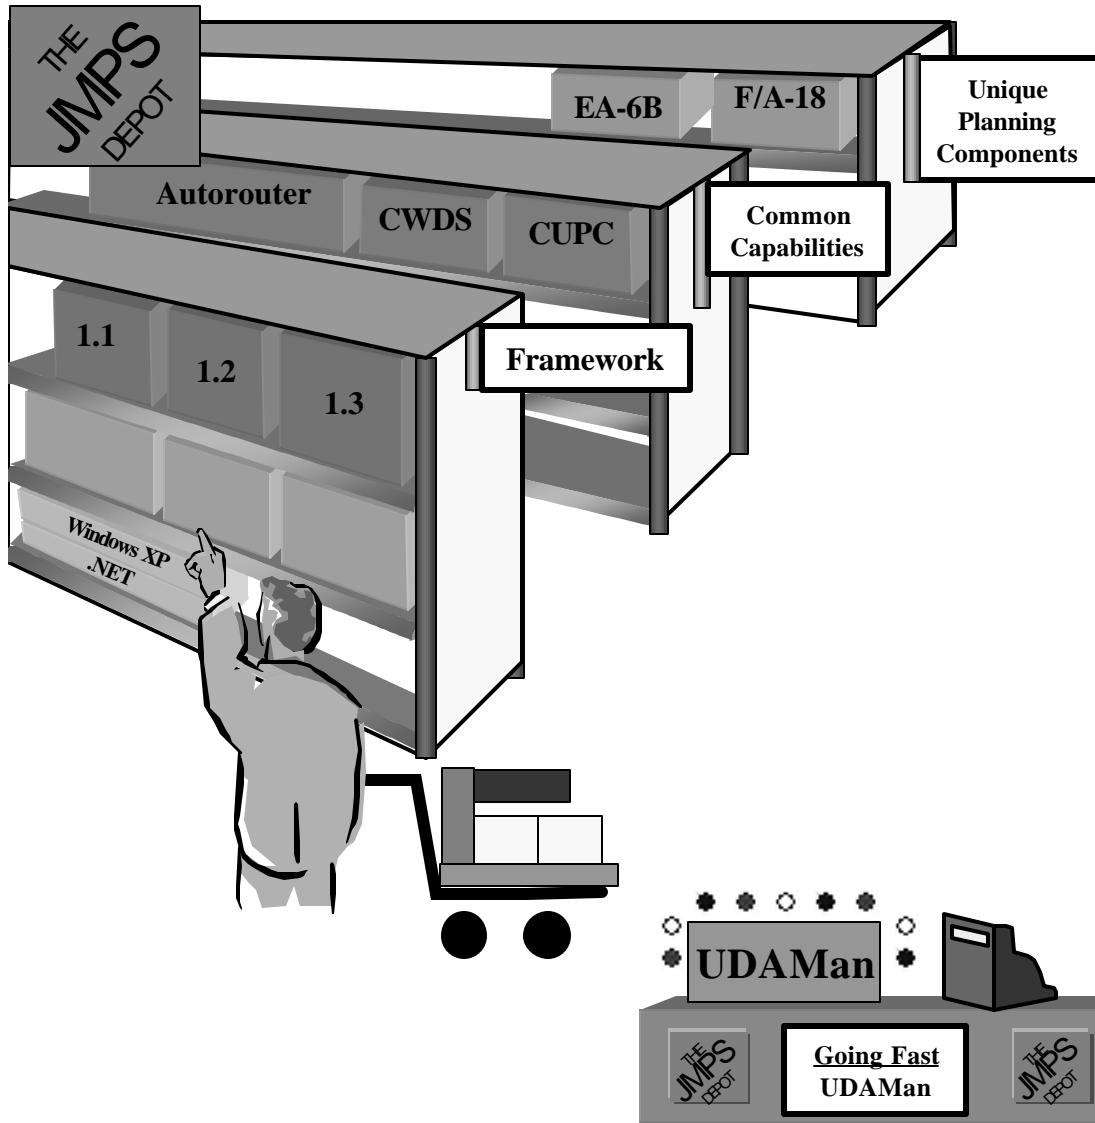 THE
JMPS
DEPOT
EA-6B
F/A-18
Unique
Planning
Components
Autorouter
CWDS
CUPC
Common
Capabilities
1.1
1.2
1.3
Framework
Windows XP
.NET
UDAMan
THE
JMPS
DEPOT
Going Fast
UDAMan
THE
JMPS
DEPOT